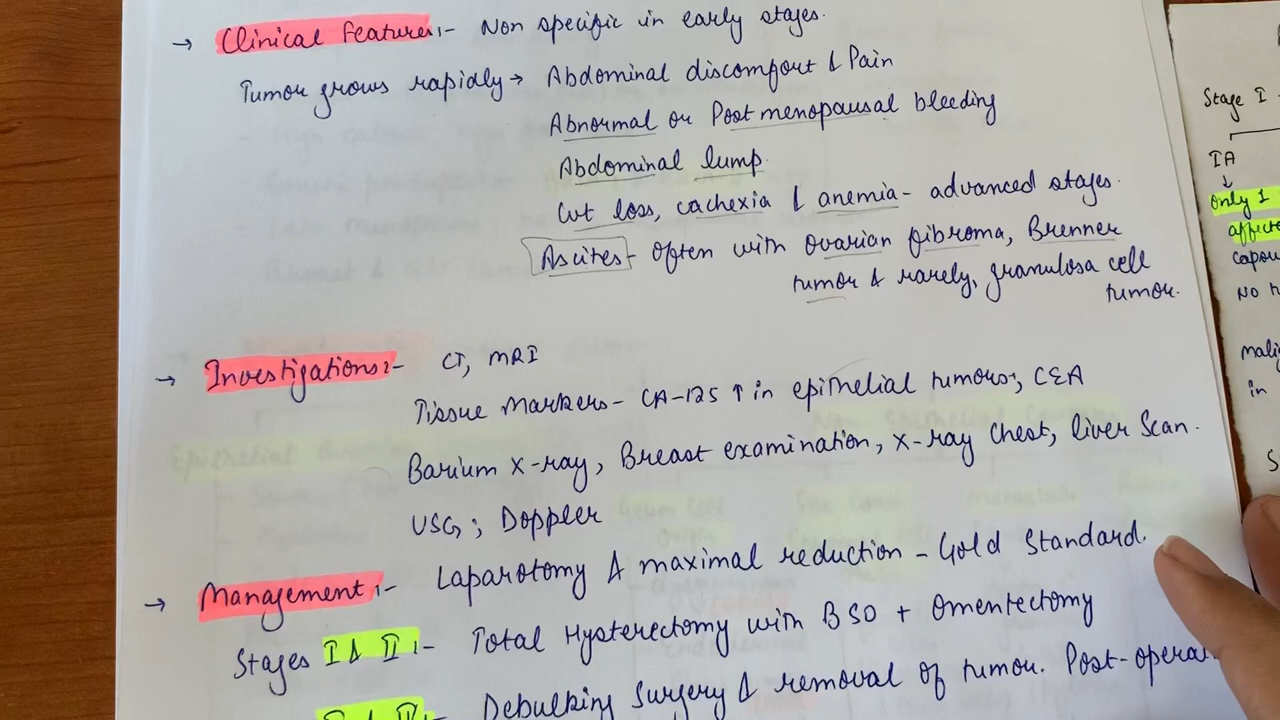 → Clinical Features:- Non specific in early stages.
Tumor grows rapidly → Abdominal discomfort & Pain
Abnormal or Post menopausal bleeding
Abdominal lump.
Wt loss, cachexia & anemia- advanced stages.
Ascites- Often with ovarian fibroma, Brenner
tumor & rarely, granulosa cell
tumor.
→ Investigations:- CT, MRI
Tissue Markers- CA-125 ↑ in epithelial tumours, CEA
Barium X-ray, Breast examination, X-ray Chest, liver Scan.
USG, ; Doppler
→ Management:- Laparotomy & maximal reduction - Gold Standard.
Stages I & II:- Total Hysterectomy with BSO + Omentectomy
Debulking Surgery & removal of tumor. Post-opera
Stage I
IA
↓
Only 1
affecte
capsu
No
mali
in
S